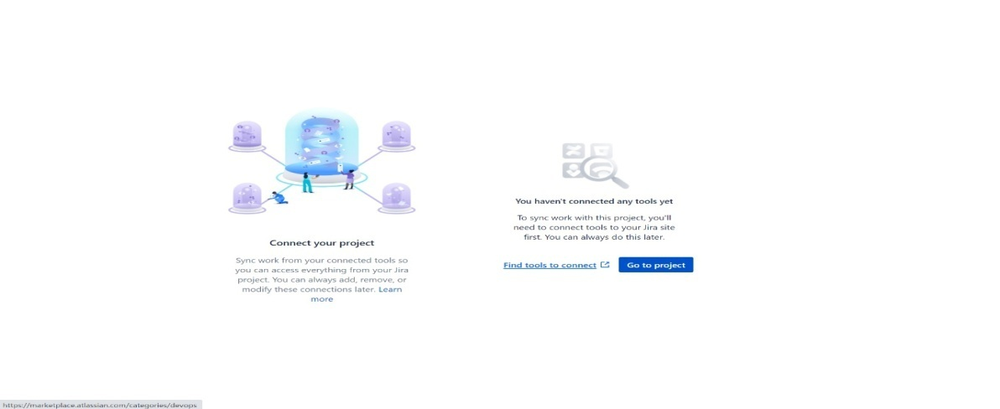 Connect your project
Sync work from your connected tools so
you can access everything from your Jira
project. You can always add, remove, or
modify these connections later. Learn
more
You haven't connected any tools yet
To sync work with this project, you'll
need to connect tools to your Jira site
first. You can always do this later.
Find tools to connect
Go to project
https://marketplace.atlassian.com/categories/devops